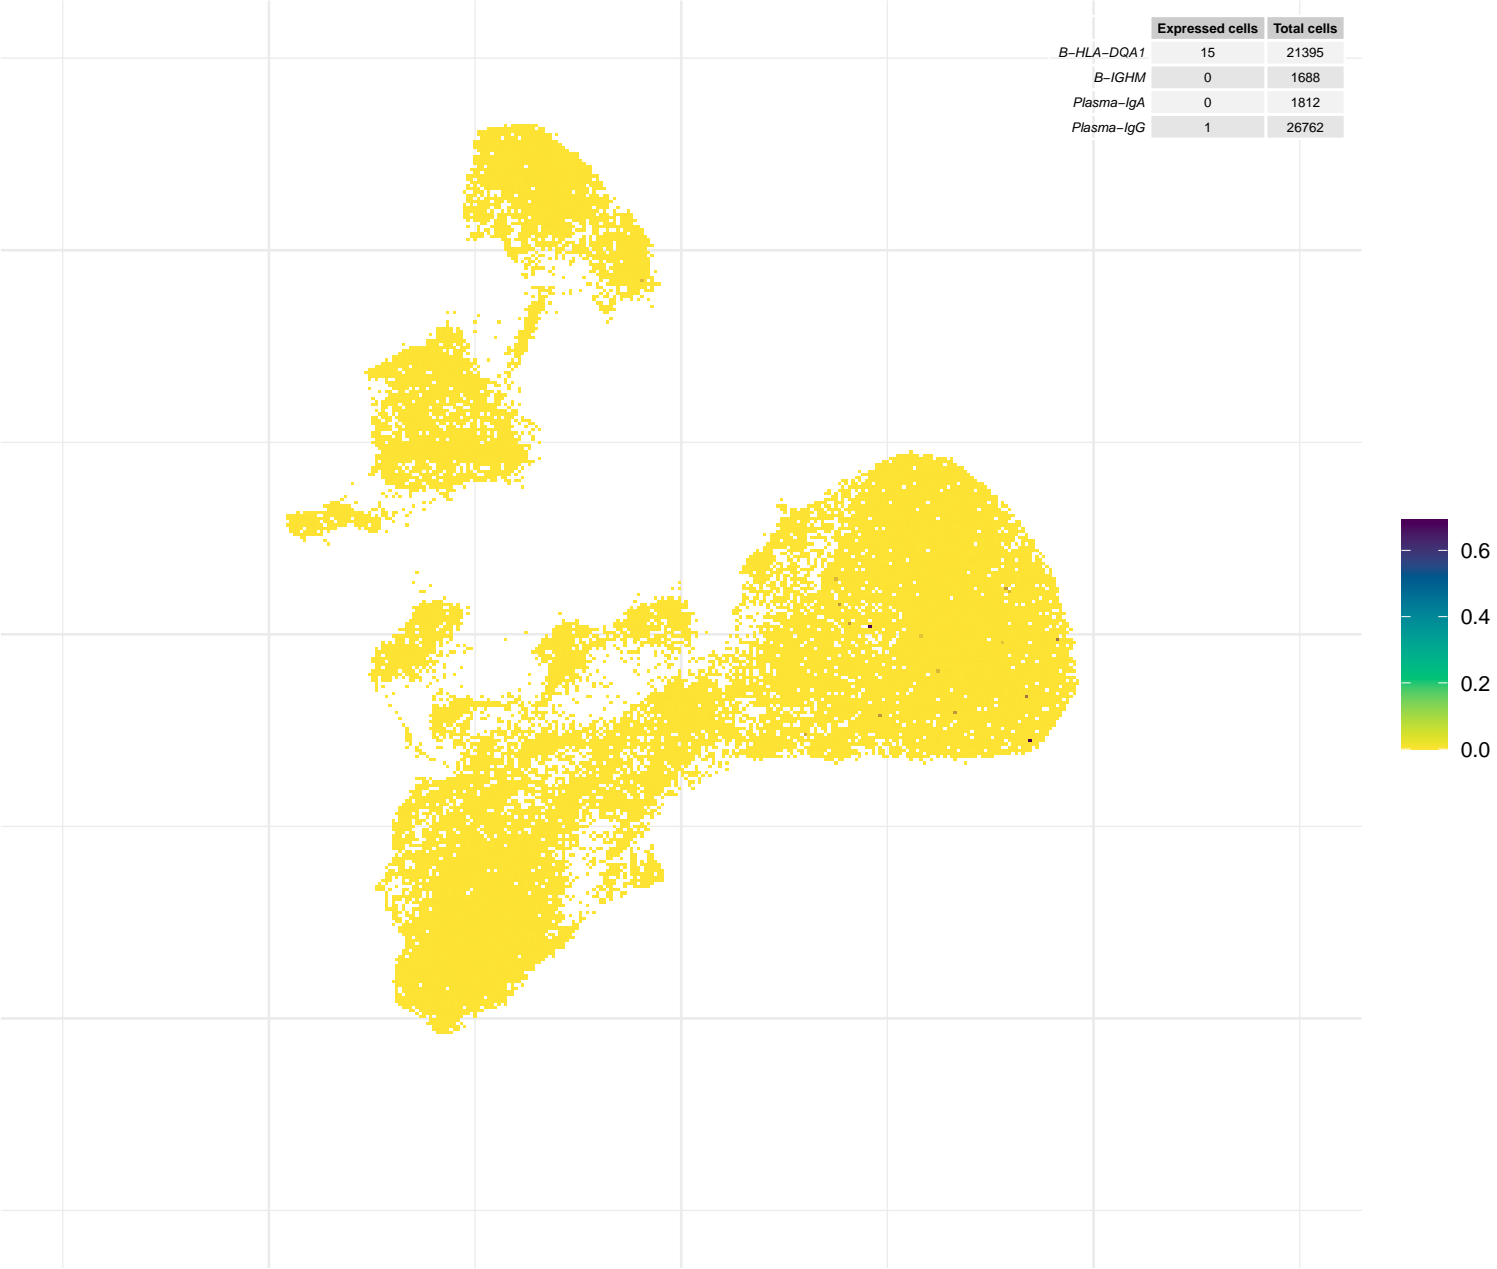 Expressed cells Total cells
B−HLA−DQA1 15 21395
B−IGHM 0 1688
Plasma−IgA 0 1812
Plasma−IgG 1 26762
0.6
0.4
0.2
0.0